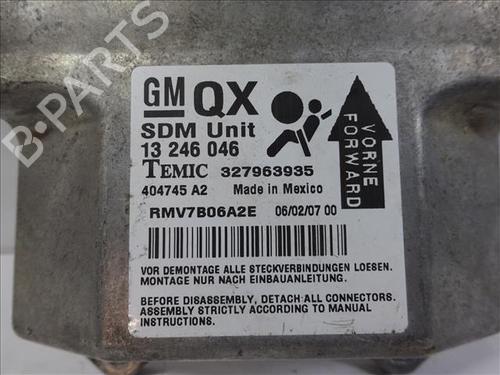 GM QX
SDM Unit
13 246 046
TEMIC 327963935
404745 A2 Made in Mexico
VORNE
FORWARD
RMV7B06A2E 06/02/07 00
VOR DEMONTAGE ALLE STECKVERBINDUNGEN LOESEN.
MONTAGE NUR NACH EINBAUANLEITUNG.
BEFORE DISASSEMBLY, DETACH ALL CONNECTORS.
ASSEMBLY STRICTLY ACCORDING TO MANUAL
INSTRUCTIONS.
B-PARTS